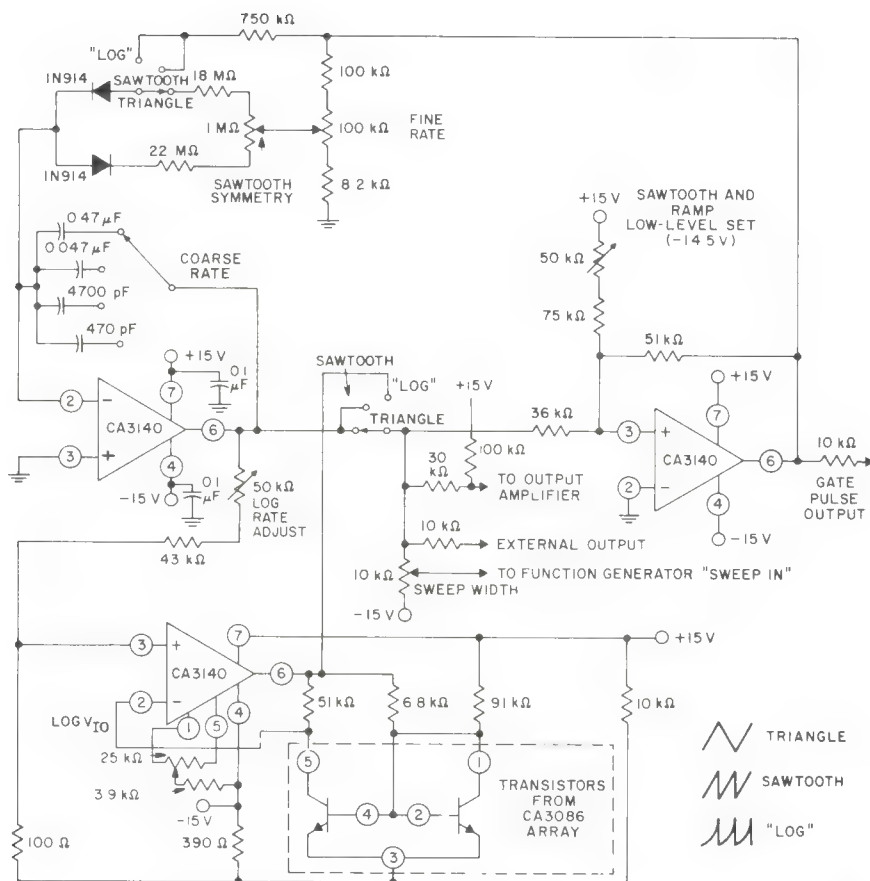 750 kΩ
"LOG"
1N914
SAWTOOTH
18 MΩ
TRIANGLE
100 kΩ
1 MΩ
100 kΩ
FINE
RATE
22 MΩ
1N914
SAWTOOTH
SYMMETRY
8.2 kΩ
0.47 μF
0.047 μF
4700 pF
470 pF
COARSE
RATE
+15 V
SAWTOOTH AND
RAMP
LOW-LEVEL SET
(-14.5V)
50 kΩ
75 kΩ
51 kΩ
+15 V
0.1
μF
7
2
−
CA3140
6
3
+
4
-15 V
0.1
μF
SAWTOOTH
"LOG"
TRIANGLE
+15V
100 kΩ
36 kΩ
30
kΩ
TO OUTPUT
AMPLIFIER
+15 V
7
3
+
CA3140
6
2
−
4
-15 V
10 kΩ
GATE
PULSE
OUTPUT
50 kΩ
LOG
RATE
ADJUST
43 kΩ
10 kΩ
EXTERNAL OUTPUT
10 kΩ
TO FUNCTION GENERATOR "SWEEP IN"
SWEEP WIDTH
-15 V
3
+
CA3140
7
+15 V
6
2
−
1
5
4
LOG VIO
51 kΩ
6.8 kΩ
91 kΩ
10 kΩ
25 kΩ
3.9 kΩ
-15 V
100 Ω
390 Ω
5
1
4
2
3
TRANSISTORS
FROM
CA3086
ARRAY
TRIANGLE
SAWTOOTH
"LOG"